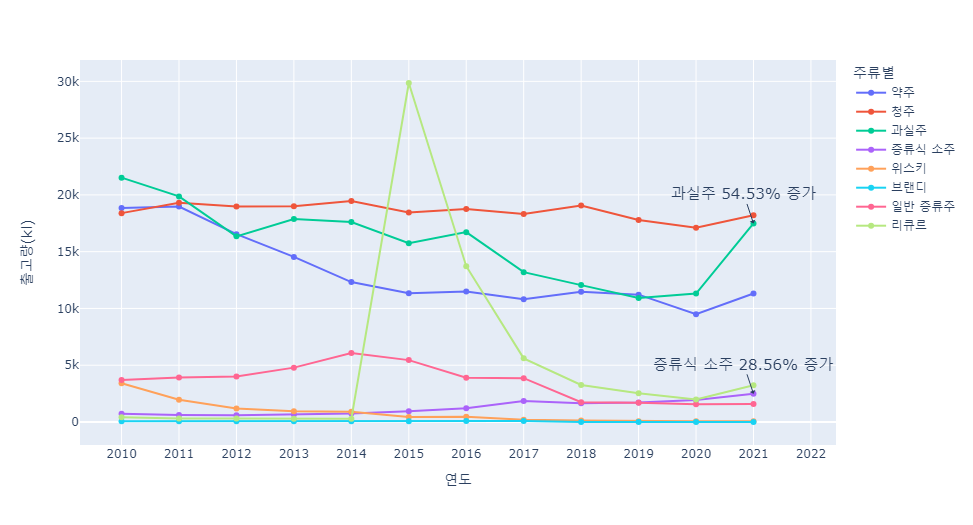 주류별
약주
청주
과실주
증류식 소주
위스키
브랜디
일반 증류주
리큐르
출고량(kl)
30k
25k
20k
15k
10k
5k
0
과실주 54.53% 증가
증류식 소주 28.56% 증가
2010 2011 2012 2013 2014 2015 2016 2017 2018 2019 2020 2021 2022
연도